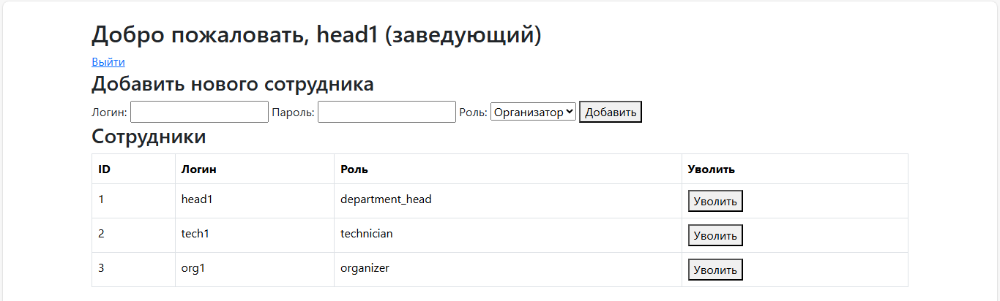 Добро пожаловать, head1 (заведующий)
Выйти
Добавить нового сотрудника
Логин: Пароль: Роль: Организатор Добавить
Сотрудники
ID Логин Роль Уволить
1 head1 department_head Уволить
2 tech1 technician Уволить
3 org1 organizer Уволить